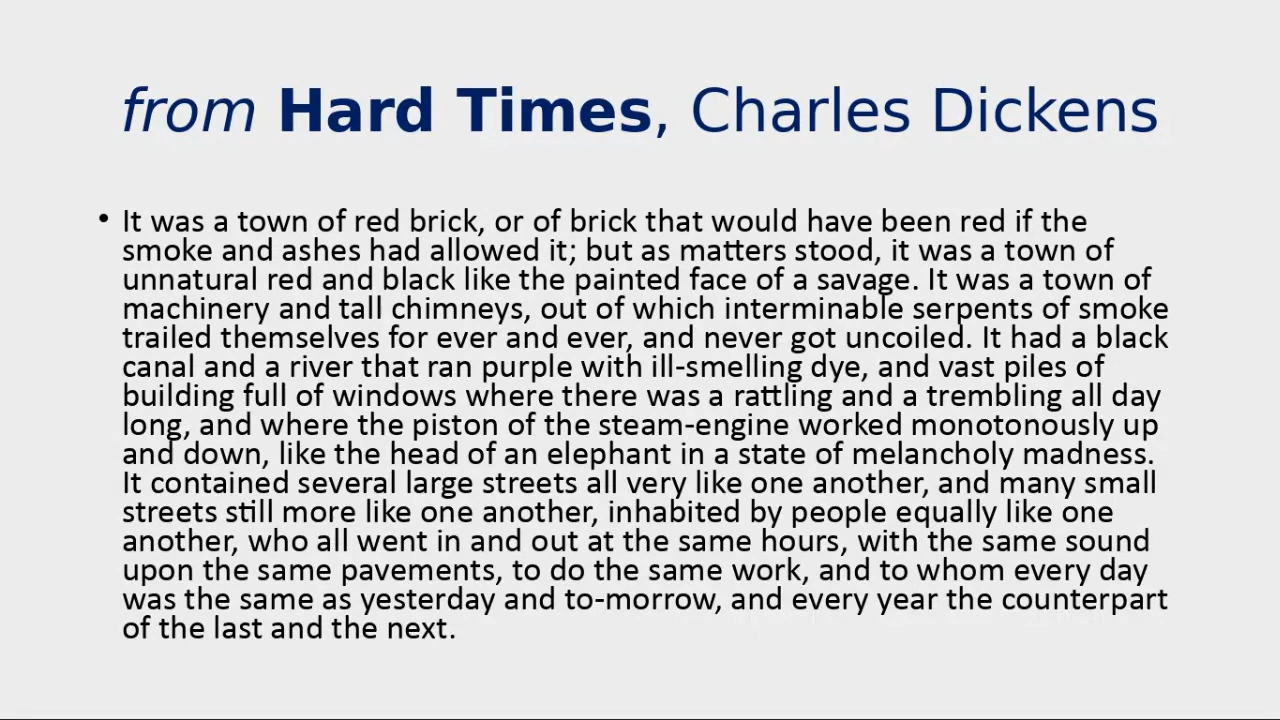 from Hard Times, Charles Dickens
• It was a town of red brick, or of brick that would have been red if the
smoke and ashes had allowed it; but as matters stood, it was a town of
unnatural red and black like the painted face of a savage. It was a town of
machinery and tall chimneys, out of which interminable serpents of smoke
trailed themselves for ever and ever, and never got uncoiled. It had a black
canal and a river that ran purple with ill-smelling dye, and vast piles of
building full of windows where there was a rattling and a trembling all day
long, and where the piston of the steam-engine worked monotonously up
and down, like the head of an elephant in a state of melancholy madness.
It contained several large streets all very like one another, and many small
streets still more like one another, inhabited by people equally like one
another, who all went in and out at the same hours, with the same sound
upon the same pavements, to do the same work, and to whom every day
was the same as yesterday and to-morrow, and every year the counterpart
of the last and the next.